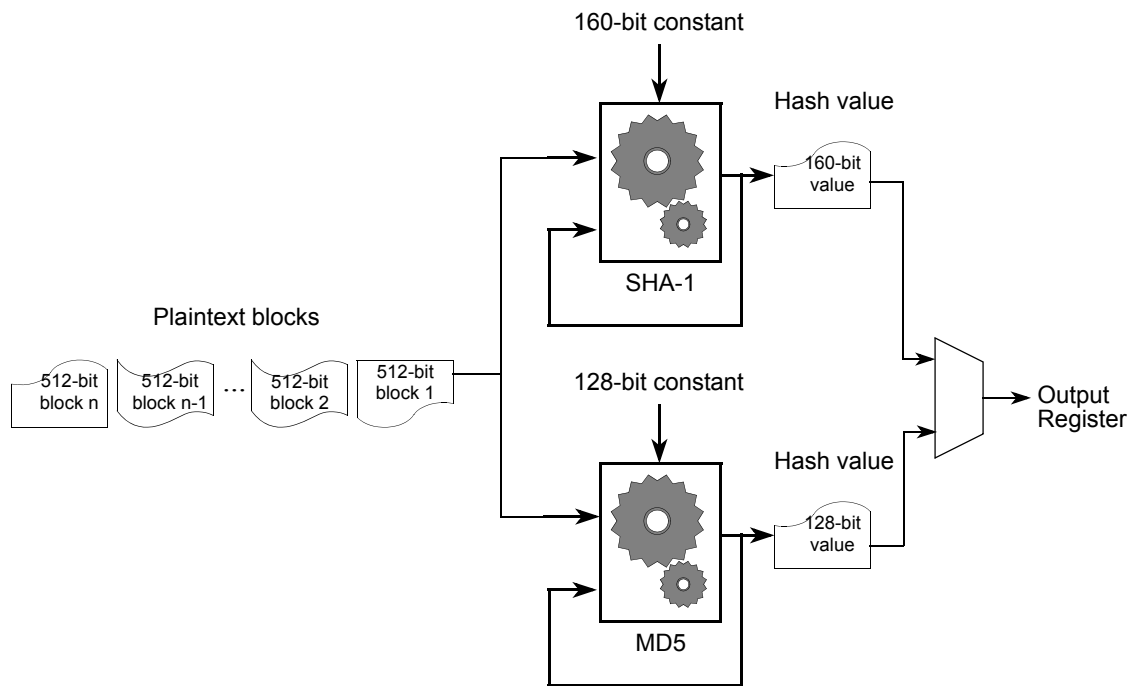 160-bit constant
Hash value
160-bit
value
SHA-1
Plaintext blocks
512-bit
block n
512-bit
block n-1
...
512-bit
block 2
512-bit
block 1
128-bit constant
Output
Register
Hash value
128-bit
value
MD5